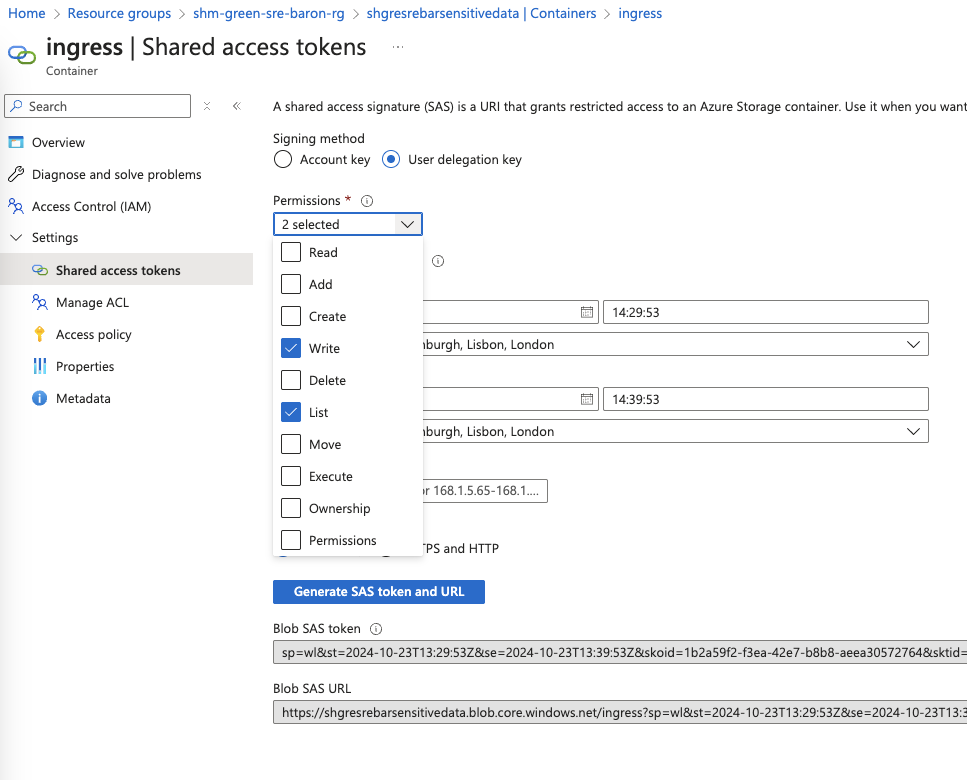 Home > Resource groups > shm-green-sre-baron-rg > shgresrebarsensitivedata | Containers > ingress
ingress | Shared access tokens ...
Container
Search
A shared access signature (SAS) is a URI that grants restricted access to an Azure Storage container. Use it when you want
Overview
Diagnose and solve problems
Access Control (IAM)
Settings
Shared access tokens
Manage ACL
Access policy
Properties
Metadata
Signing method
Account key User delegation key
Permissions *
2 selected
Read
Add
Create
Write
Delete
List
Move
Execute
Ownership
Permissions
14:29:53
nburgh, Lisbon, London
14:39:53
nburgh, Lisbon, London
or 168.1.5.65-168.1....
TPS and HTTP
Generate SAS token and URL
Blob SAS token
sp=wl&st=2024-10-23T13:29:53Z&se=2024-10-23T13:39:53Z&skoid=1b2a59f2-f3ea-42e7-b8b8-aeea30572764&sktid=
Blob SAS URL
https://shgresrebarsensitivedata.blob.core.windows.net/ingress?sp=wl&st=2024-10-23T13:29:53Z&se=2024-10-23T13:3